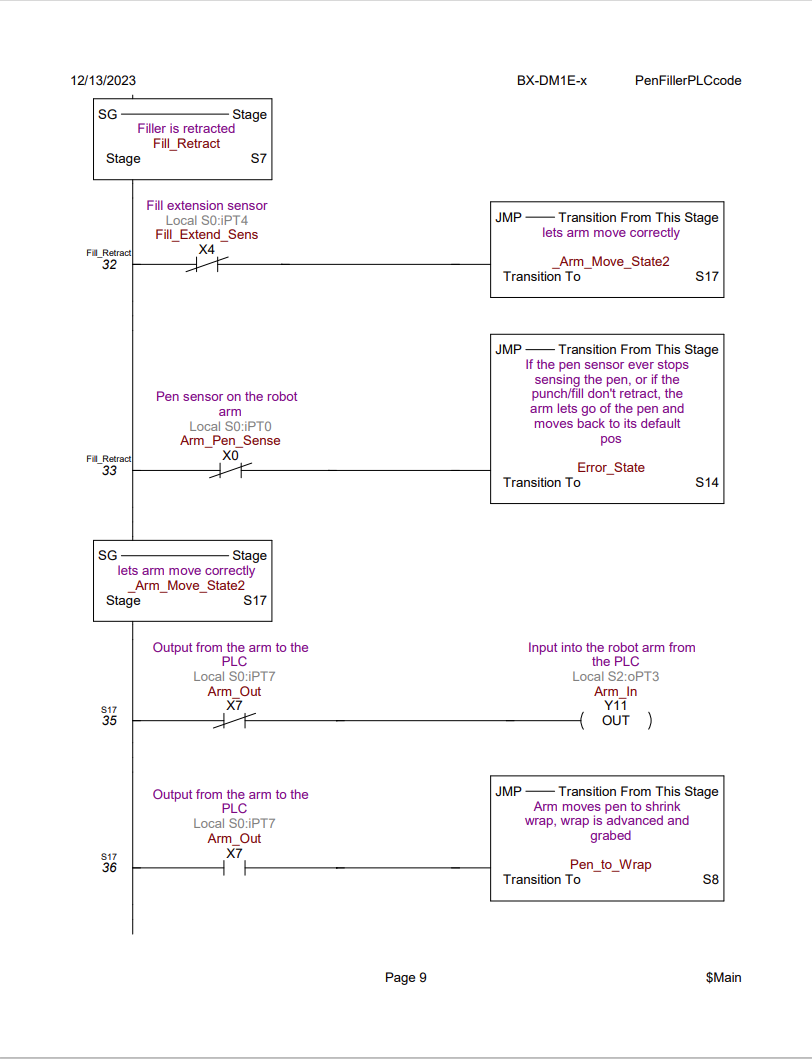 12/13/2023 BX-DM1E-x PenFillerPLCcode
SG Stage
Filler is retracted
Fill_Retract
Stage S7
Fill extension sensor
Local S0:iPT4
Fill_Extend_Sens
X4
Fill_Retract
32
JMP Transition From This Stage
lets arm move correctly
_Arm_Move_State2
Transition To S17
JMP Transition From This Stage
If the pen sensor ever stops
sensing the pen, or if the
punch/fill don't retract, the
arm lets go of the pen and
moves back to its default
pos
Error_State
Transition To S14
Pen sensor on the robot
arm
Local S0:iPT0
Arm_Pen_Sense
X0
Fill_Retract
33
SG Stage
lets arm move correctly
_Arm_Move_State2
Stage S17
Output from the arm to the
PLC
Local S0:iPT7
Arm_Out
X7
S17
35
Input into the robot arm from
the PLC
Local S2:oPT3
Arm_In
Y11
( OUT )
Output from the arm to the
PLC
Local S0:iPT7
Arm_Out
X7
S17
36
JMP Transition From This Stage
Arm moves pen to shrink
wrap, wrap is advanced and
grabed
Pen_to_Wrap
Transition To S8
Page 9 $Main